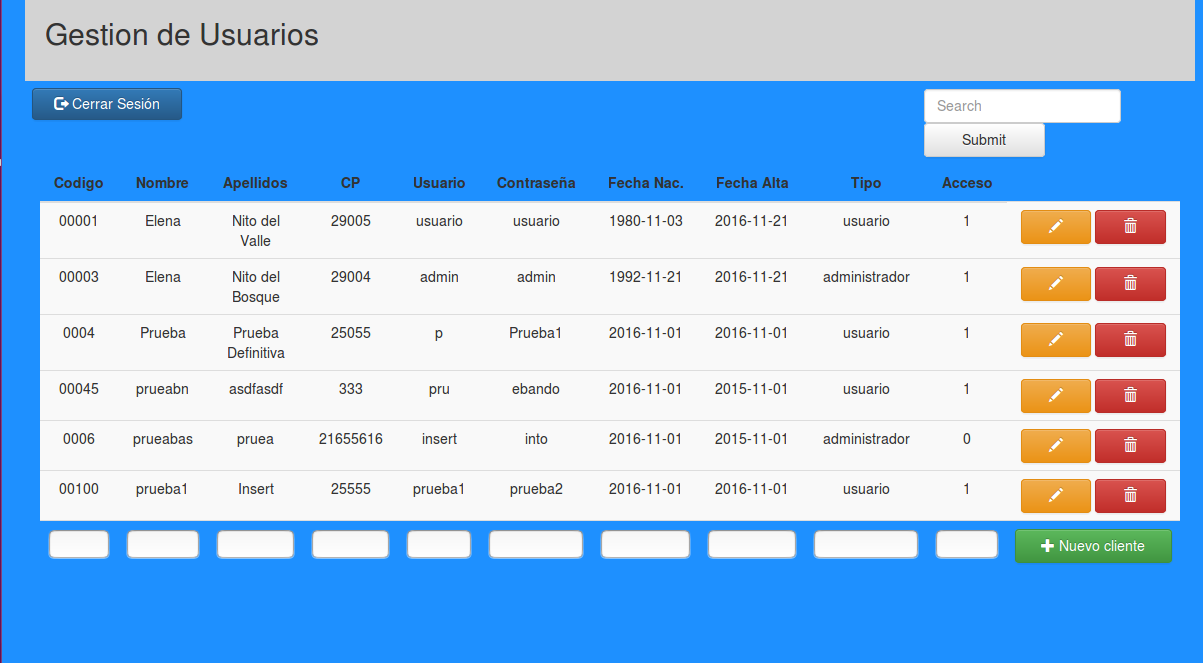 Gestion de Usuarios
Cerrar Sesión
Search
Submit
Codigo Nombre Apellidos CP Usuario Contraseña Fecha Nac. Fecha Alta Tipo Acceso
00001 Elena Nito del Valle 29005 usuario usuario 1980-11-03 2016-11-21 usuario 1
00003 Elena Nito del Bosque 29004 admin admin 1992-11-21 2016-11-21 administrador 1
0004 Prueba Prueba Definitiva 25055 p Prueba1 2016-11-01 2016-11-01 usuario 1
00045 prueabn asdfasdf 333 pru ebando 2016-11-01 2015-11-01 usuario 1
0006 prueabas pruea 21655616 insert into 2016-11-01 2015-11-01 administrador 0
00100 prueba1 Insert 25555 prueba1 prueba2 2016-11-01 2016-11-01 usuario 1
Nuevo cliente